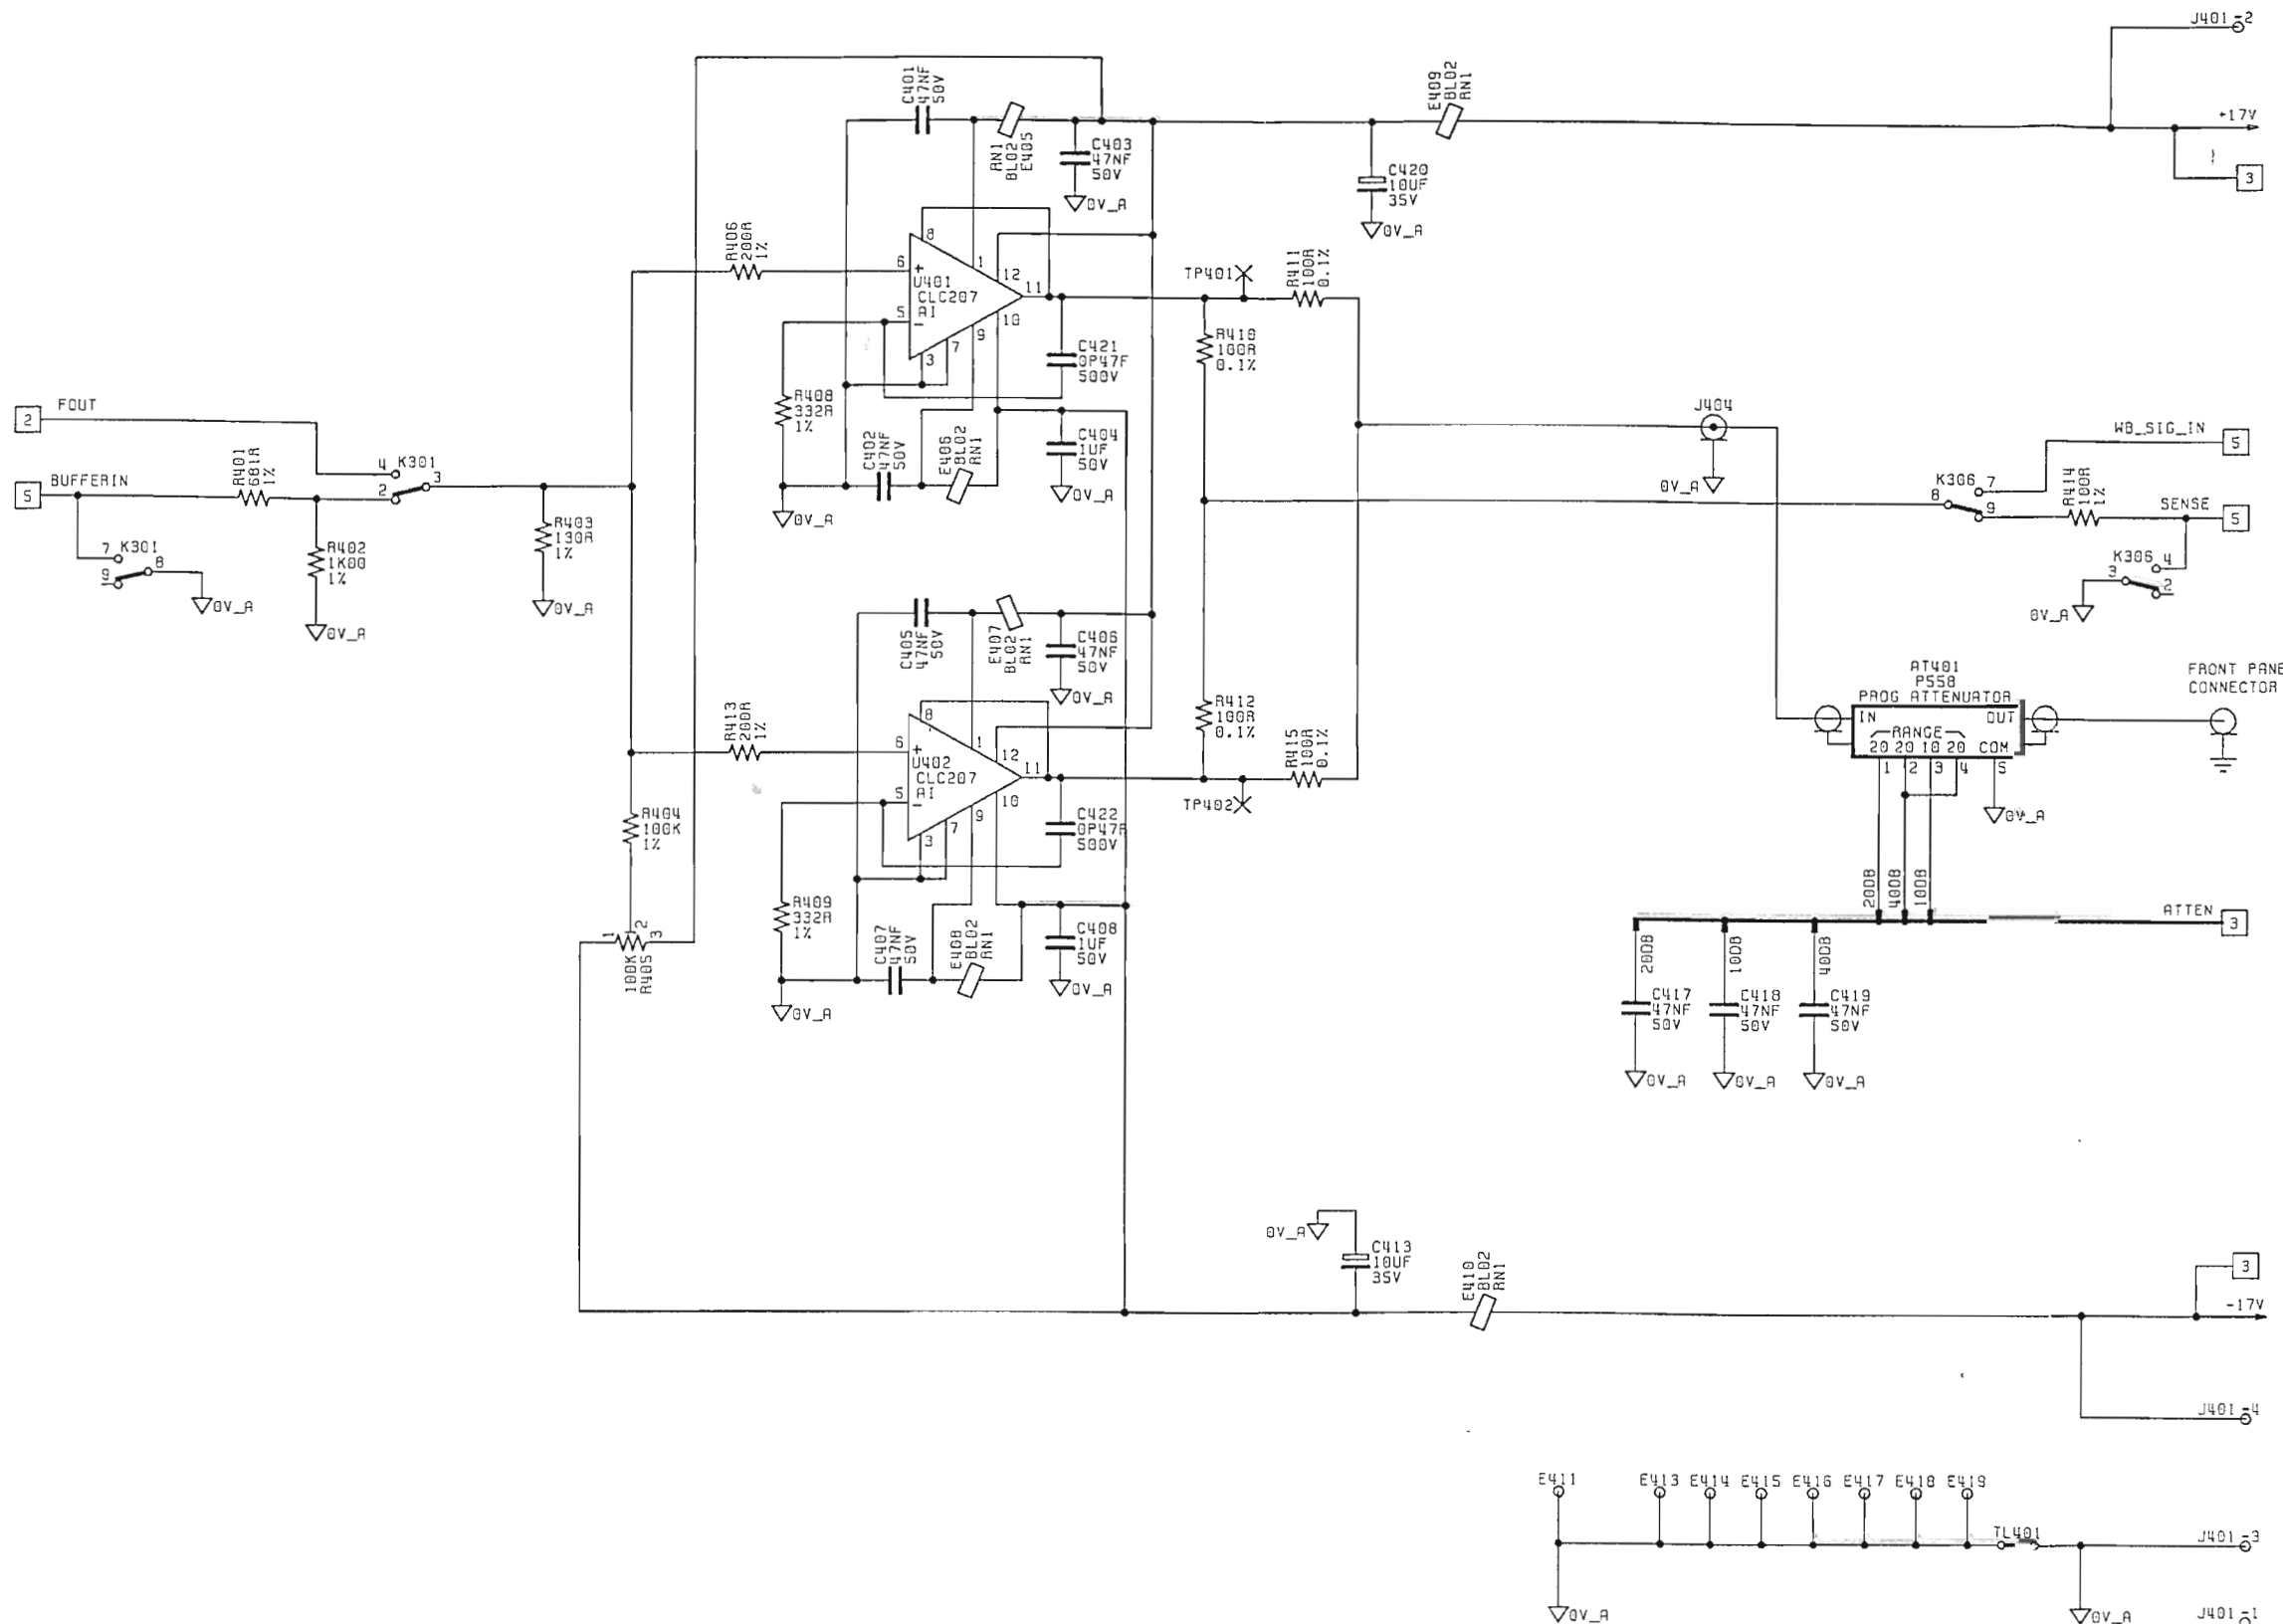 J401-2
+17V
3
C401
47NF
50V
RN1
BL02
E405
C403
47NF
50V
0V_A
E409
BL02
RN1
C420
10UF
35V
0V_A
R406
200R
1%
8
6
+
1
12
U401
CLC207
AI
11
5
-
10
9
7
3
TP401
R411
100R
0.1%
R410
100R
0.1%
C421
0P47F
500V
R408
332R
1%
C402
47NF
50V
E406
BL02
RN1
C404
1UF
50V
0V_A
0V_A
2
FOUT
5
BUFFERIN
R401
681R
1%
4
K301
2
3
7
K301
9
8
0V_A
R402
1K00
1%
0V_A
R403
130R
1%
0V_A
J404
0V_A
WB_SIG_IN
5
K306
7
8
9
R414
100R
1%
SENSE
5
K306
4
3
2
0V_A
C405
47NF
50V
E407
BL02
RN1
C406
47NF
50V
0V_A
R413
200R
1%
8
6
+
1
12
U402
CLC207
AI
11
5
-
10
9
7
3
R412
100R
0.1%
R415
100R
0.1%
TP402
C422
500V
AT401
P558
PROG ATTENUATOR
IN
OUT
RANGE
20 20 10 20 COM
1 2 3 4 5
0V_A
FRONT PANE
CONNECTOR
R404
100K
1%
1
2
3
100K
R405
R409
332R
1%
C407
47NF
50V
E408
BL02
RN1
C408
1UF
50V
0V_A
0V_A
20DB
40DB
10DB
ATTEN
3
20DB
10DB
40DB
C417
47NF
50V
C418
47NF
50V
C419
47NF
50V
0V_A
0V_A
0V_A
0V_A
C413
10UF
35V
E410
BL02
RN1
3
-17V
J401-4
E411
E413 E414 E415 E416 E417 E418 E419
TL401
J401-3
0V_A
0V_A
J401-1